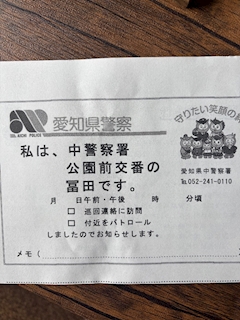 愛知県警察
AICHI POLICE
守りたい笑顔の
私は、中警察署
公園前交番の
冨田です。
愛知県中警察署
TEL 052-241-0110
月 日午前・午後 時 分頃
□ 巡回連絡に訪問
□ 付近をパトロール
しましたのでお知らせします。
メモ(